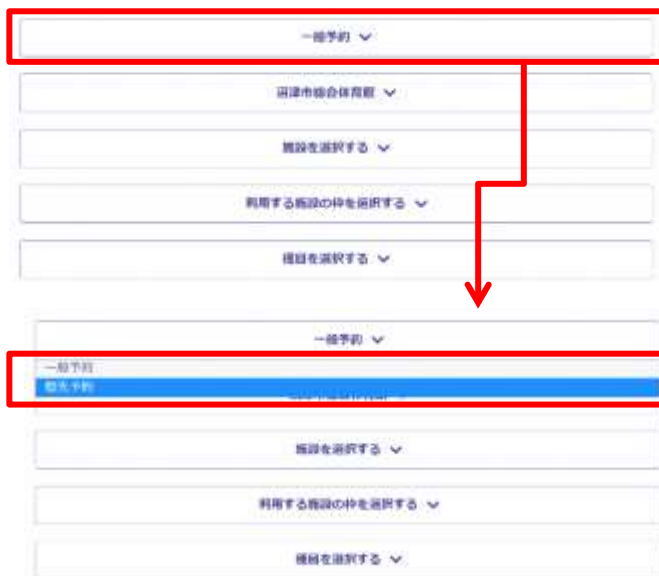 一般予約
沼津市総合体育館
施設を選択する
利用する施設の枠を選択する
種目を選択する
一般予約
一般予約
優先予約
施設を選択する
利用する施設の枠を選択する
種目を選択する